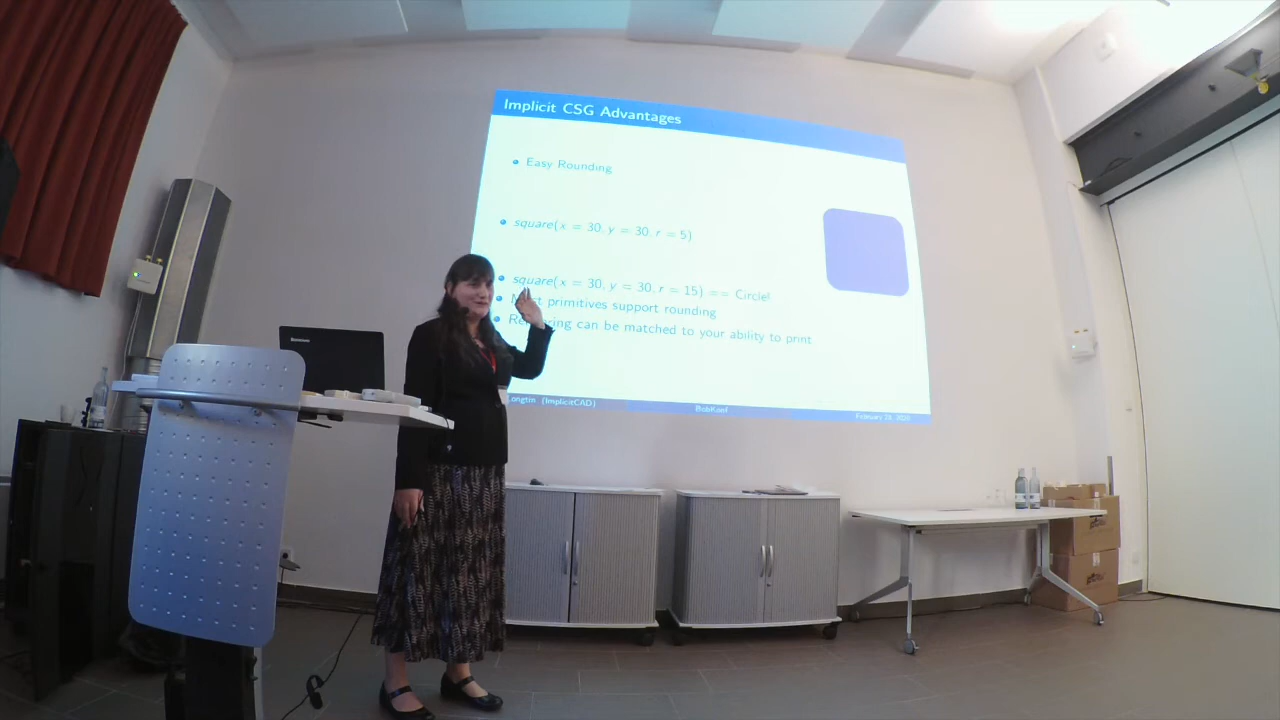 Implicit CSG Advantages
Easy Rounding
square(x = 30, y = 30, r = 5)
square(x = 30, y = 30, r = 15) == Circle!
primitives support rounding
can be matched to your ability to print
(ImplicitCAD)
BobKonf
lenovo